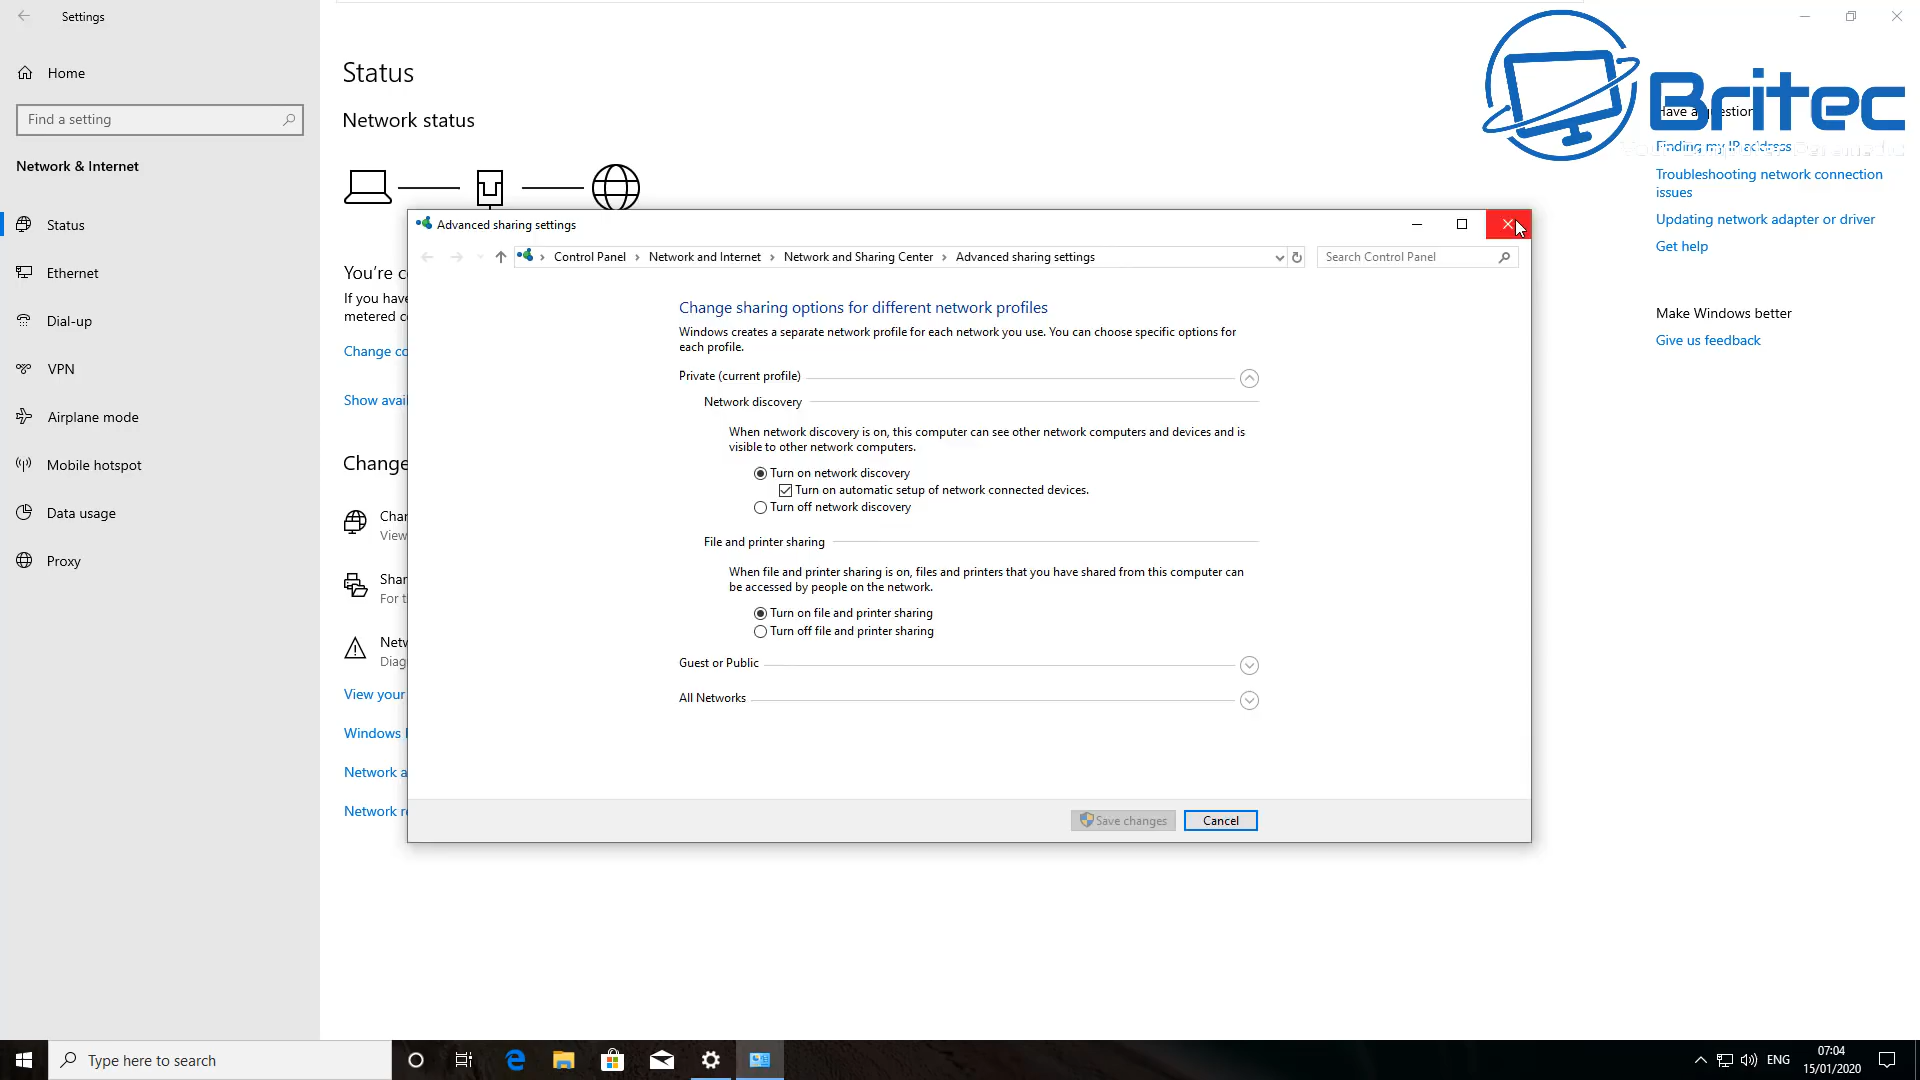 Settings
Home
Find a setting
Network & Internet
Status
Ethernet
Dial-up
VPN
Airplane mode
Mobile hotspot
Data usage
Proxy
Status
Network status
You're c
If you have
metered c
Change co
Show avai
Change
Char
View
Shar
For t
Netw
Diag
View your
Windows
Network a
Network r
Advanced sharing settings
Control Panel > Network and Internet > Network and Sharing Center > Advanced sharing settings
Search Control Panel
Change sharing options for different network profiles
Windows creates a separate network profile for each network you use. You can choose specific options for
each profile.
Private (current profile)
Network discovery
When network discovery is on, this computer can see other network computers and devices and is
visible to other network computers.
Turn on network discovery
Turn on automatic setup of network connected devices.
Turn off network discovery
File and printer sharing
When file and printer sharing is on, files and printers that you have shared from this computer can
be accessed by people on the network.
Turn on file and printer sharing
Turn off file and printer sharing
Guest or Public
All Networks
Save changes
Cancel
Britec
Have a question
Finding my IP address
Troubleshooting network connection
issues
Updating network adapter or driver
Get help
Make Windows better
Give us feedback
Type here to search
ENG
07:04
15/01/2020